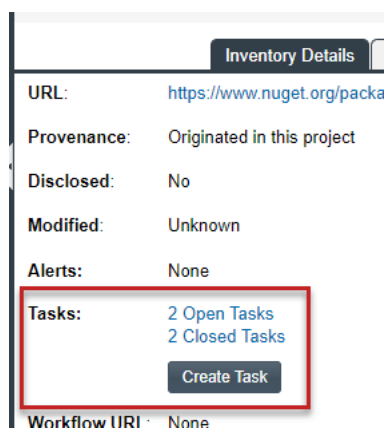 Inventory Details
URL: https://www.nuget.org/packa
Provenance: Originated in this project
Disclosed: No
Modified: Unknown
Alerts: None
Tasks: 2 Open Tasks
2 Closed Tasks
Create Task
Workflow URL: None